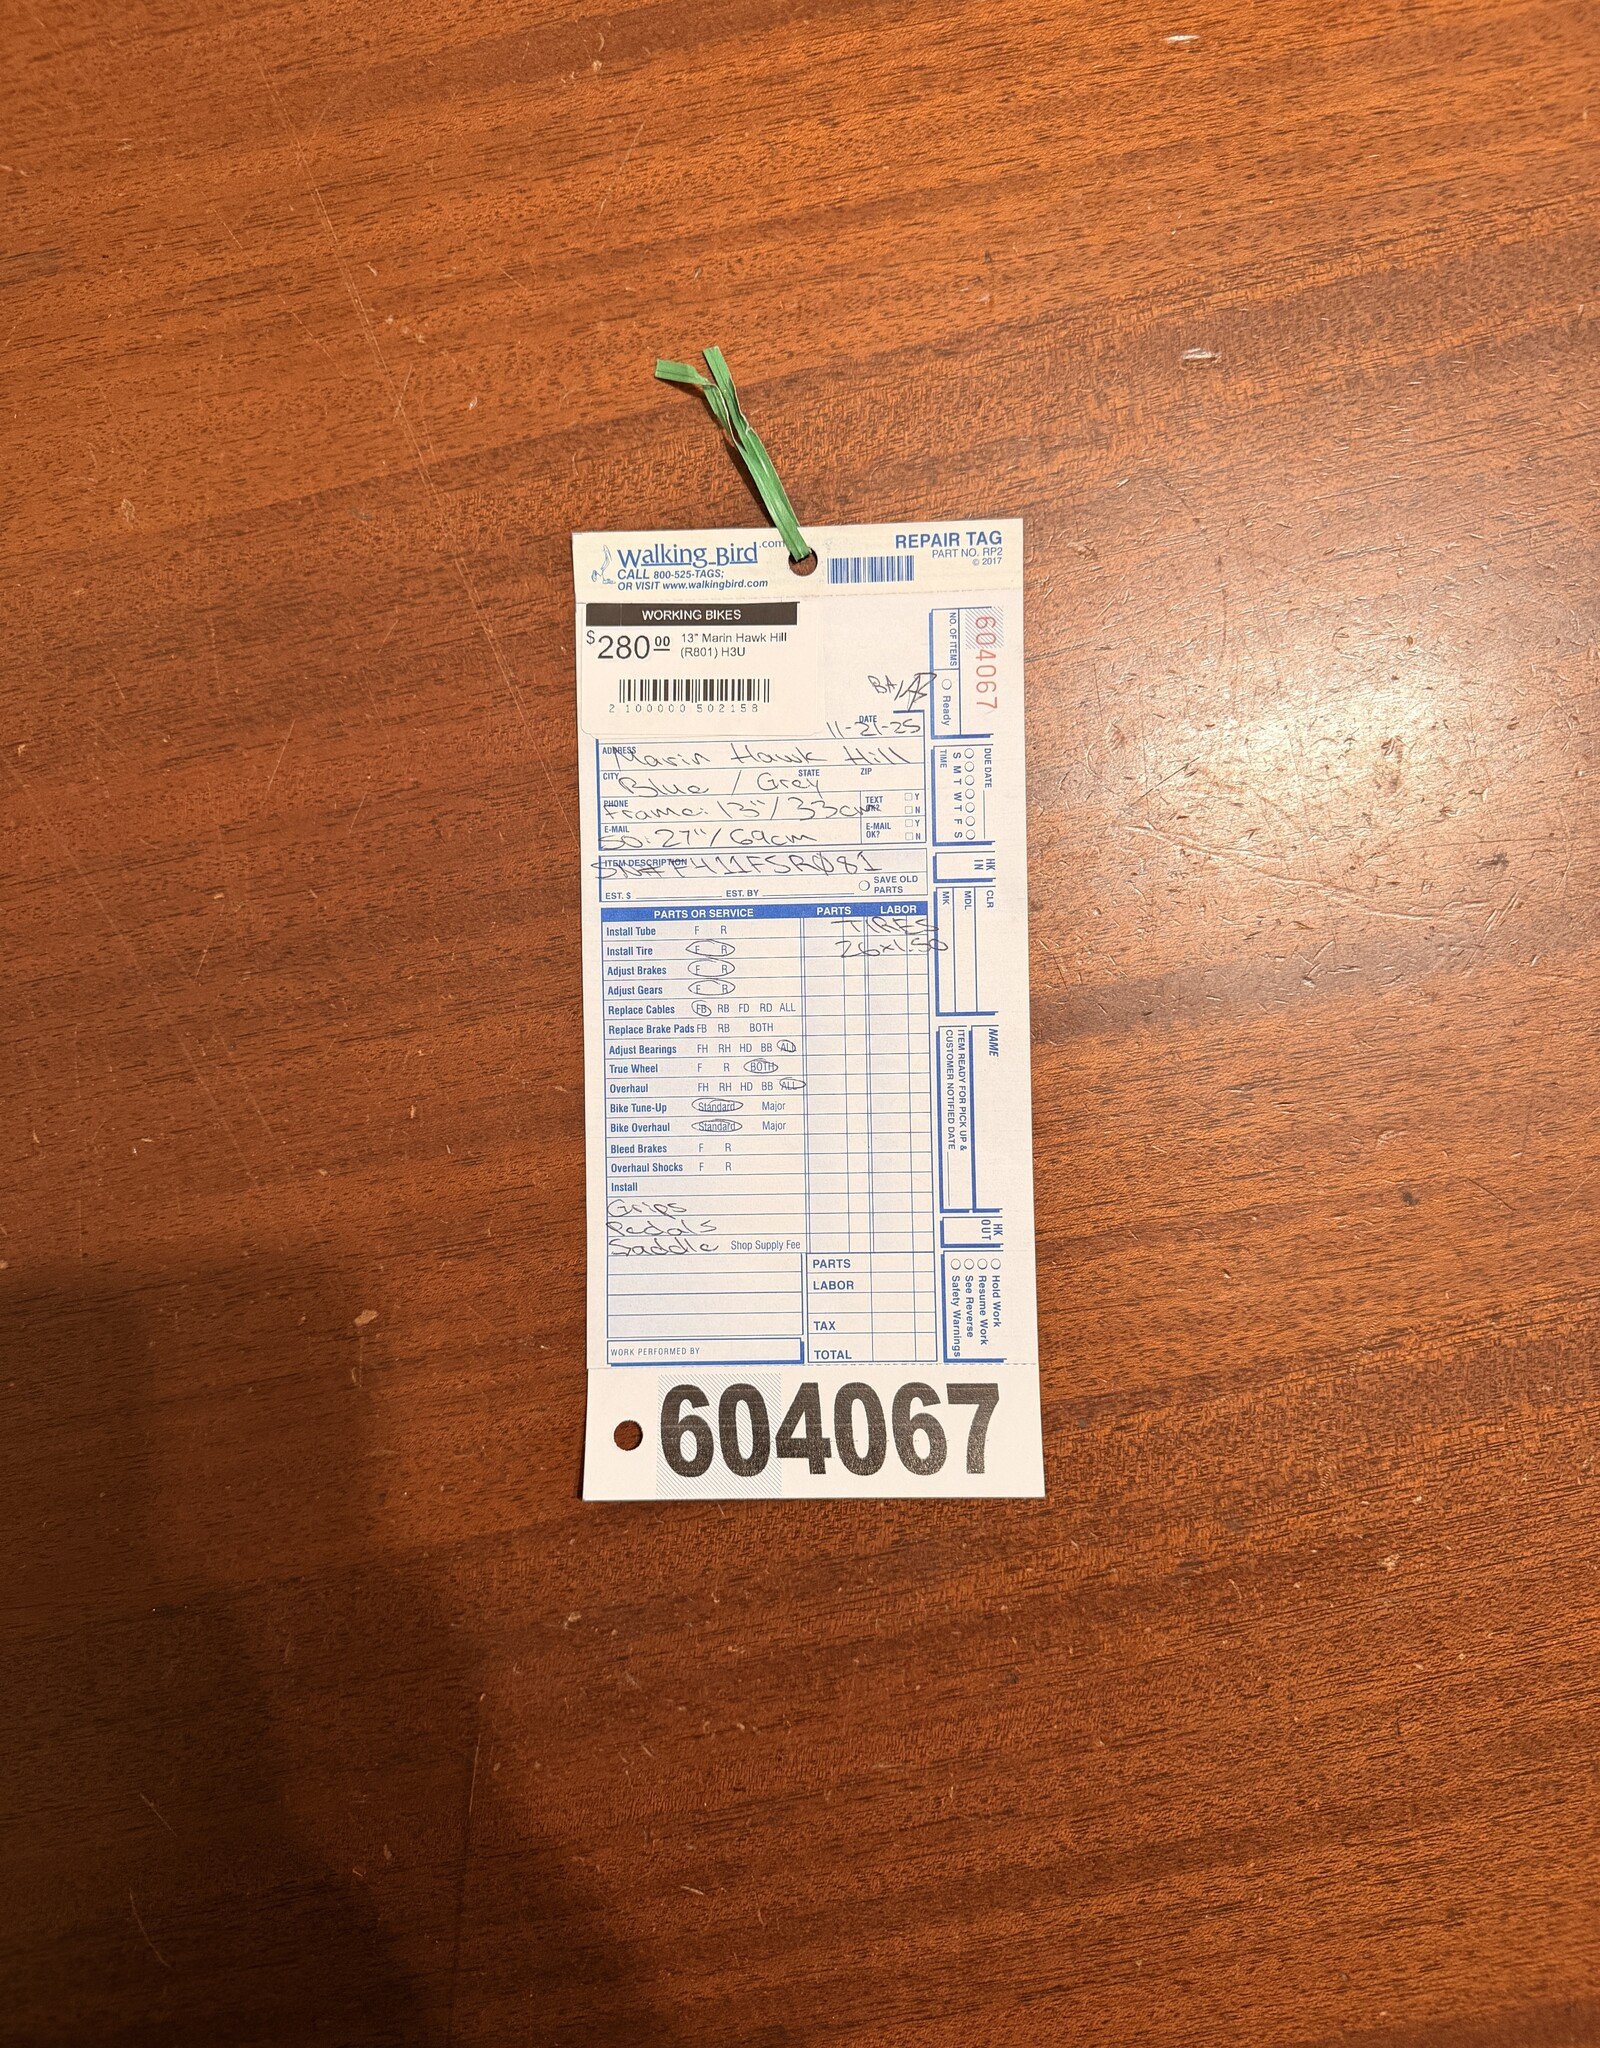 Walking_Bird.com
CALL 800-525-TAGS;
OR VISIT www.walkingbird.com
REPAIR TAG
PART NO. RP2
© 2017
WORKING BIKES
$280.00
13" Marin Hawk Hill
(R801) H3U
2 100000 502158
BA/AB
DATE
11-21-25
ADDRESS
Marin Hawk Hill
CITY STATE ZIP
Blue / Grey
PHONE
Frame: 13"/33cm
TEXT OK? Y N
E-MAIL
SO: 27"/69cm
E-MAIL OK? Y N
ITEM DESCRIPTION
SN# F411FSR081
EST. $ EST. BY SAVE OLD PARTS
PARTS OR SERVICE PARTS LABOR
Install Tube F R TIRES
Install Tire F R 26x1.50
Adjust Brakes F R
Adjust Gears F R
Replace Cables FB RB FD RD ALL
Replace Brake Pads FB RB BOTH
Adjust Bearings FH RH HD BB ALL
True Wheel F R BOTH
Overhaul FH RH HD BB ALL
Bike Tune-Up Standard Major
Bike Overhaul Standard Major
Bleed Brakes F R
Overhaul Shocks F R
Install
Grips
Pedals
Saddle Shop Supply Fee
PARTS
LABOR
TAX
TOTAL
WORK PERFORMED BY
604067
NO. OF ITEMS
Ready
604067
DUE DATE
S M T W T F S
TIME
HK IN
CLR
MDL
MK
NAME
ITEM READY FOR PICK UP &
CUSTOMER NOTIFIED DATE
HK OUT
Hold Work
Resume Work
See Reverse
Safety Warnings